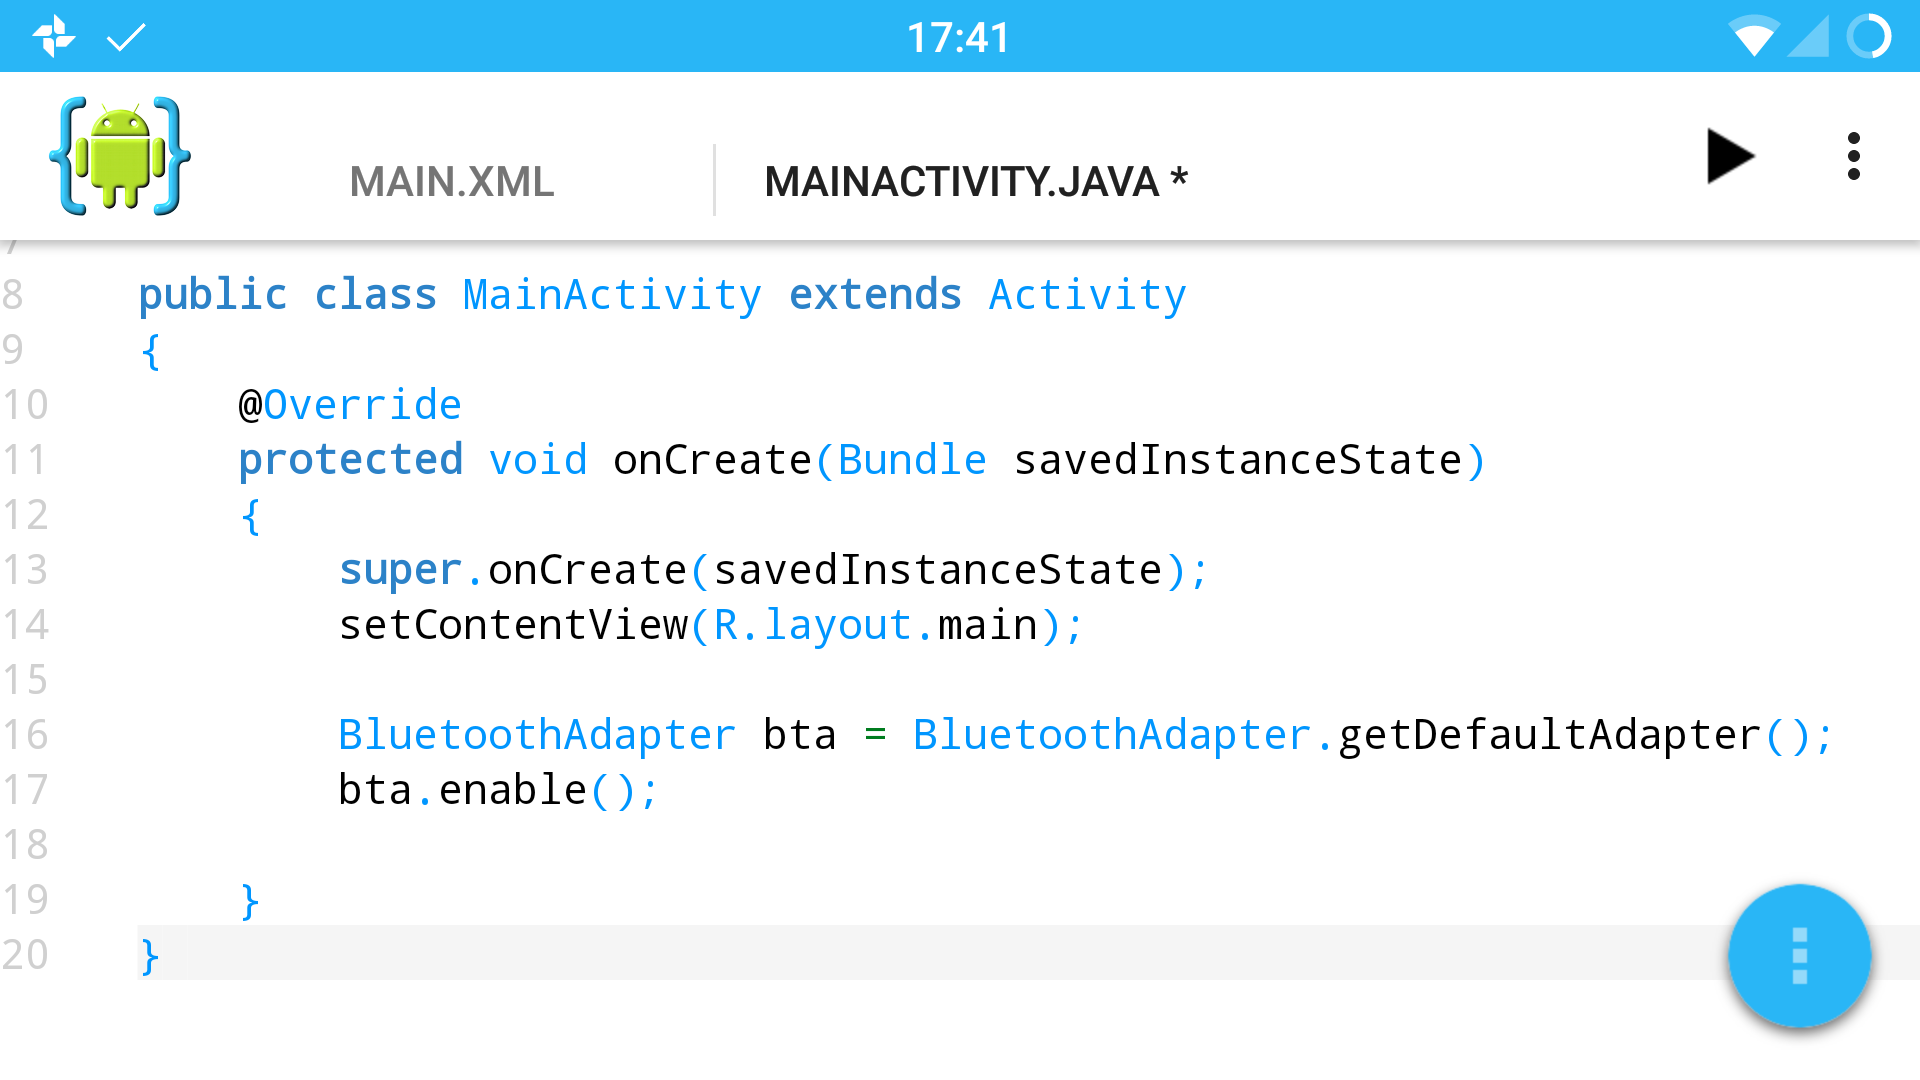 17:41
MAIN.XML
MAINACTIVITY.JAVA *
7
8 public class MainActivity extends Activity
9 {
10 @Override
11 protected void onCreate(Bundle savedInstanceState)
12 {
13 super.onCreate(savedInstanceState);
14 setContentView(R.layout.main);
15
16 BluetoothAdapter bta = BluetoothAdapter.getDefaultAdapter();
17 bta.enable();
18
19 }
20 }